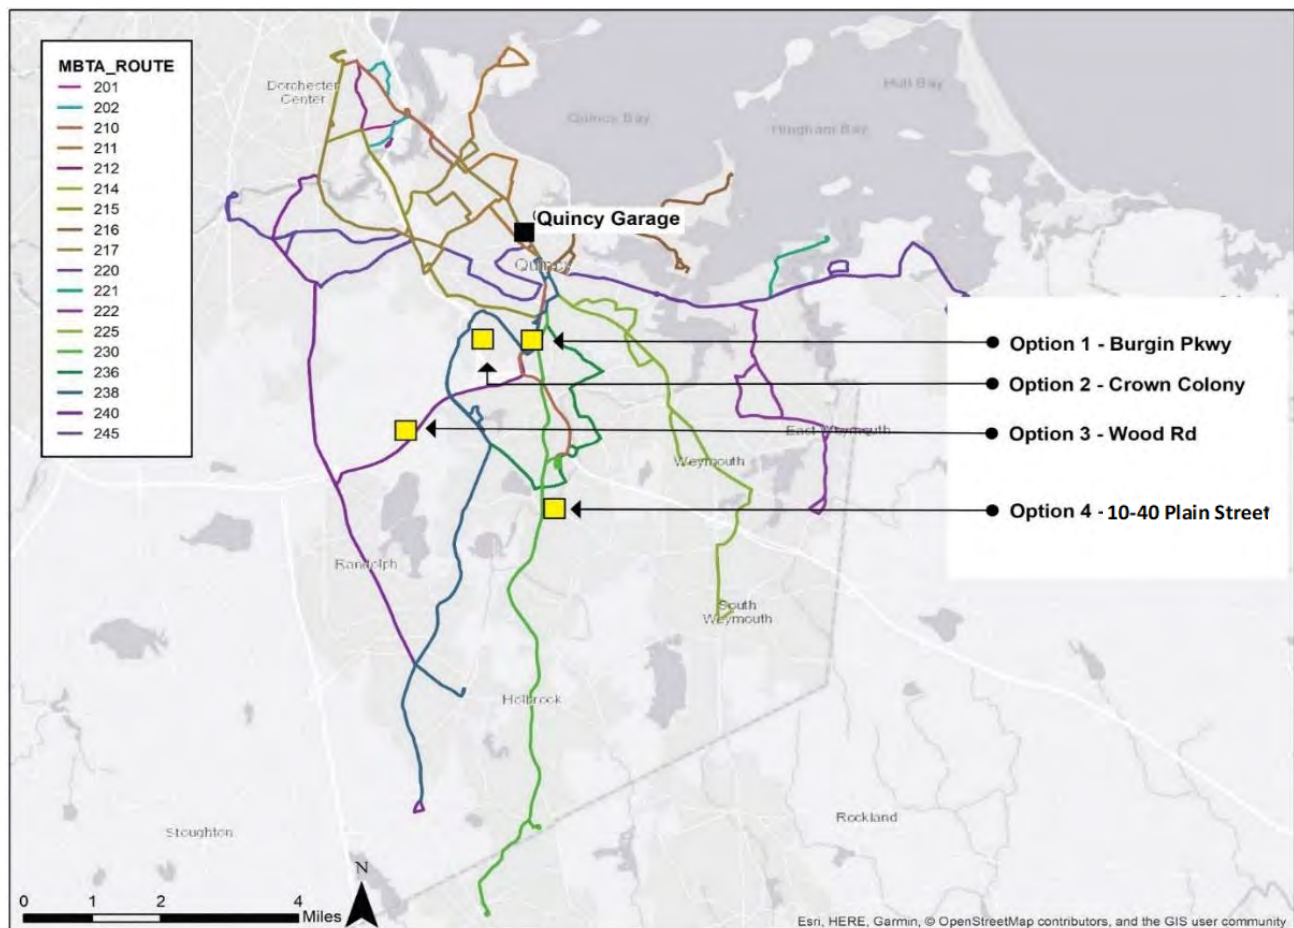 MBTA_ROUTE
201
202
210
211
212
214
215
216
217
220
221
222
225
230
236
238
240
245
Dorchester
Center
Quincy Bay
Hull Bay
Hingham Bay
Quincy Garage
Quincy
Option 1 - Burgin Pkwy
Option 2 - Crown Colony
Option 3 - Wood Rd
Option 4 - 10-40 Plain Street
East Weymouth
Weymouth
Randolph
South
Weymouth
Holbrook
Stoughton
Rockland
N
0 1 2 4
Miles
Esri, HERE, Garmin, © OpenStreetMap contributors, and the GIS user community